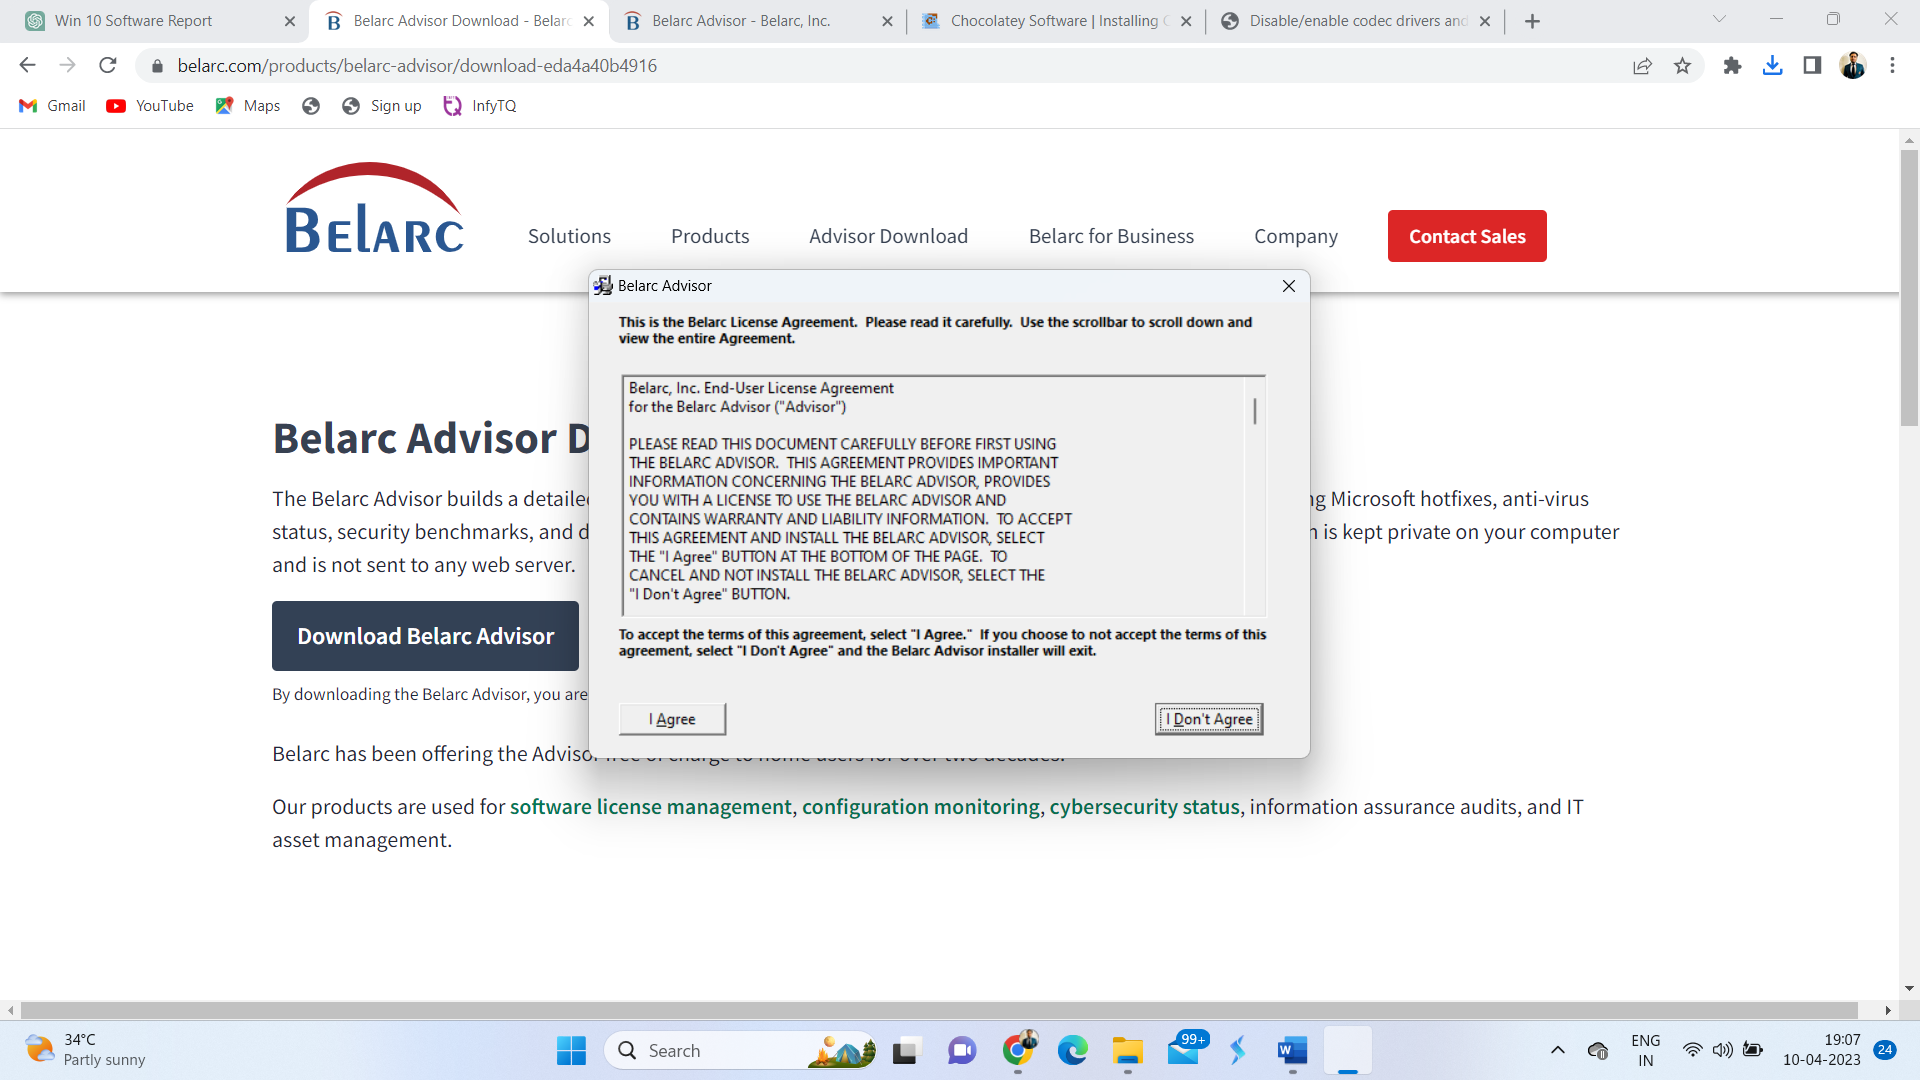 Win 10 Software Report
Belarc Advisor Download - Belarc
Belarc Advisor - Belarc, Inc.
Chocolatey Software | Installing C
Disable/enable codec drivers and
belarc.com/products/belarc-advisor/download-eda4a40b4916
Gmail
YouTube
Maps
Sign up
InfyTQ
BELARC
Solutions
Products
Advisor Download
Belarc for Business
Company
Contact Sales
Belarc Advisor
This is the Belarc License Agreement. Please read it carefully. Use the scrollbar to scroll down and
view the entire Agreement.
Belarc, Inc. End-User License Agreement
for the Belarc Advisor ("Advisor")
PLEASE READ THIS DOCUMENT CAREFULLY BEFORE FIRST USING
THE BELARC ADVISOR. THIS AGREEMENT PROVIDES IMPORTANT
INFORMATION CONCERNING THE BELARC ADVISOR, PROVIDES
YOU WITH A LICENSE TO USE THE BELARC ADVISOR AND
CONTAINS WARRANTY AND LIABILITY INFORMATION. TO ACCEPT
THIS AGREEMENT AND INSTALL THE BELARC ADVISOR, SELECT
THE "I Agree" BUTTON AT THE BOTTOM OF THE PAGE. TO
CANCEL AND NOT INSTALL THE BELARC ADVISOR, SELECT THE
"I Don't Agree" BUTTON.
To accept the terms of this agreement, select "I Agree." If you choose to not accept the terms of this
agreement, select "I Don't Agree" and the Belarc Advisor installer will exit.
I Agree
I Don't Agree
Belarc Advisor D
The Belarc Advisor builds a detailed
ng Microsoft hotfixes, anti-virus
status, security benchmarks, and d
n is kept private on your computer
and is not sent to any web server.
Download Belarc Advisor
By downloading the Belarc Advisor, you are
Belarc has been offering the Advisor free of charge to home users for over two decades.
Our products are used for software license management, configuration monitoring, cybersecurity status, information assurance audits, and IT
asset management.
34°C
Partly sunny
Search
99+
ENG
IN
19:07
10-04-2023
24